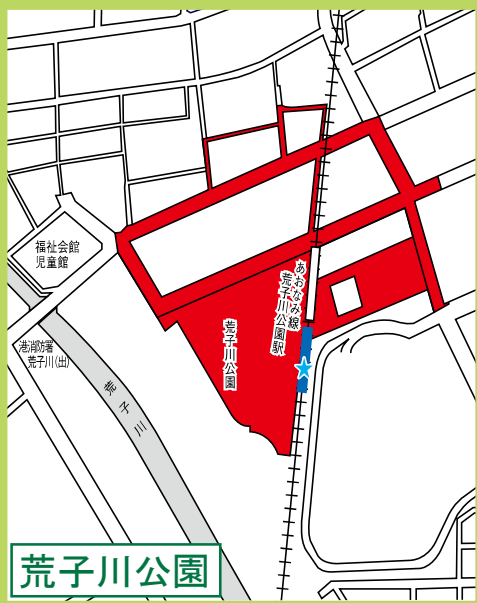 福祉会館
児童館
あおなみ線
荒子川公園駅
港消防署
荒子川(出)
荒子川公園
荒子川
荒子川公園